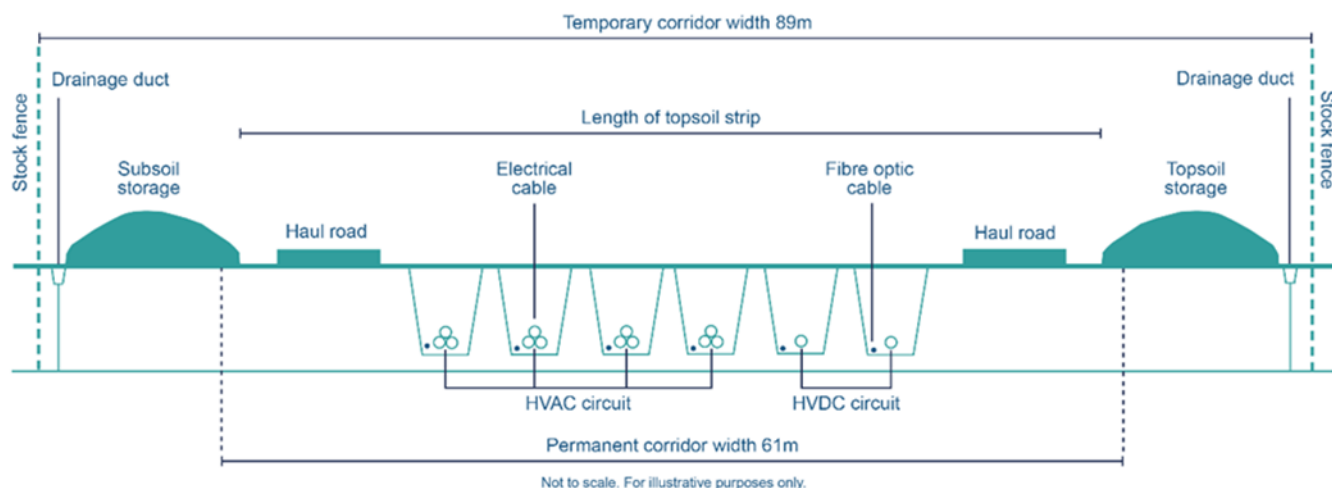 Temporary corridor width 89m
Drainage duct
Drainage duct
Stock fence
Stock fence
Length of topsoil strip
Subsoil
storage
Electrical
cable
Fibre optic
cable
Topsoil
storage
Haul road
Haul road
HVAC circuit
HVDC circuit
Permanent corridor width 61m
Not to scale. For illustrative purposes only.